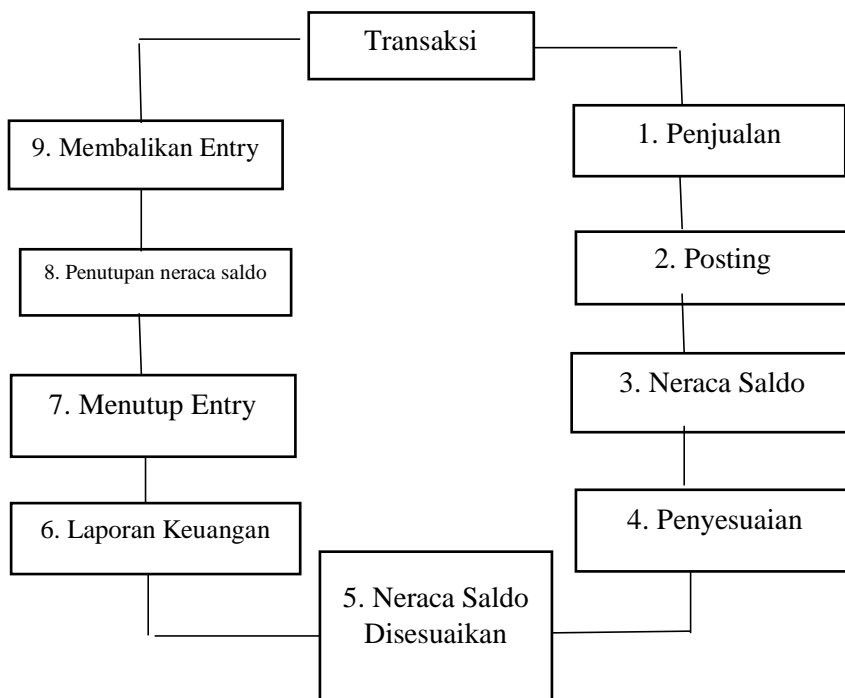 Transaksi
1. Penjualan
2. Posting
3. Neraca Saldo
4. Penyesuaian
5. Neraca Saldo
Disesuaikan
6. Laporan Keuangan
7. Menutup Entry
8. Penutupan neraca saldo
9. Membalikan Entry